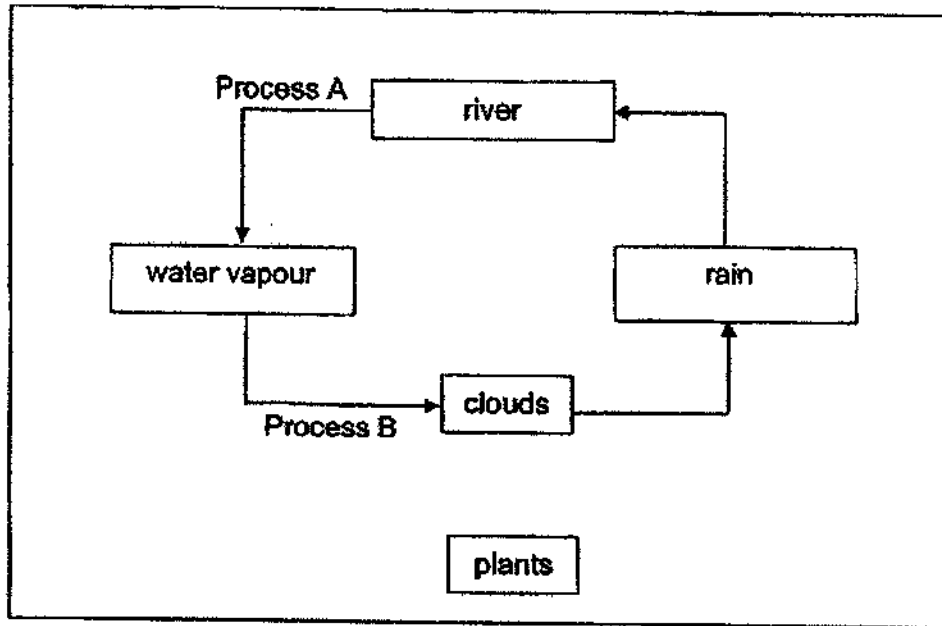 Process A
river
water vapour
rain
clouds
Process B
plants